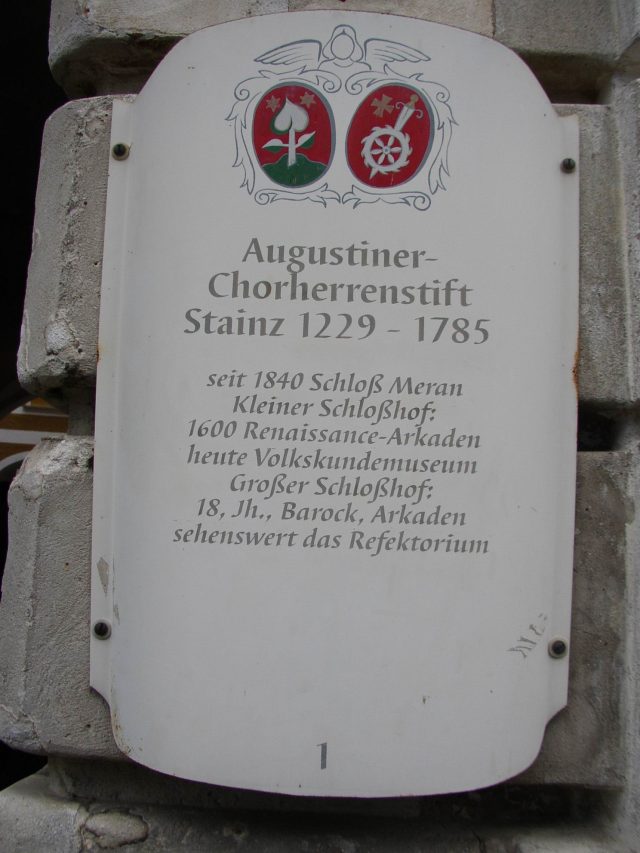 Augustiner-
Chorherrenstift
Stainz 1229 - 1785
seit 1840 Schloß Meran
Kleiner Schloßhof:
1600 Renaissance-Arkaden
heute Volkskundemuseum
Großer Schloßhof:
18, Jh., Barock, Arkaden
sehenswert das Refektorium
1